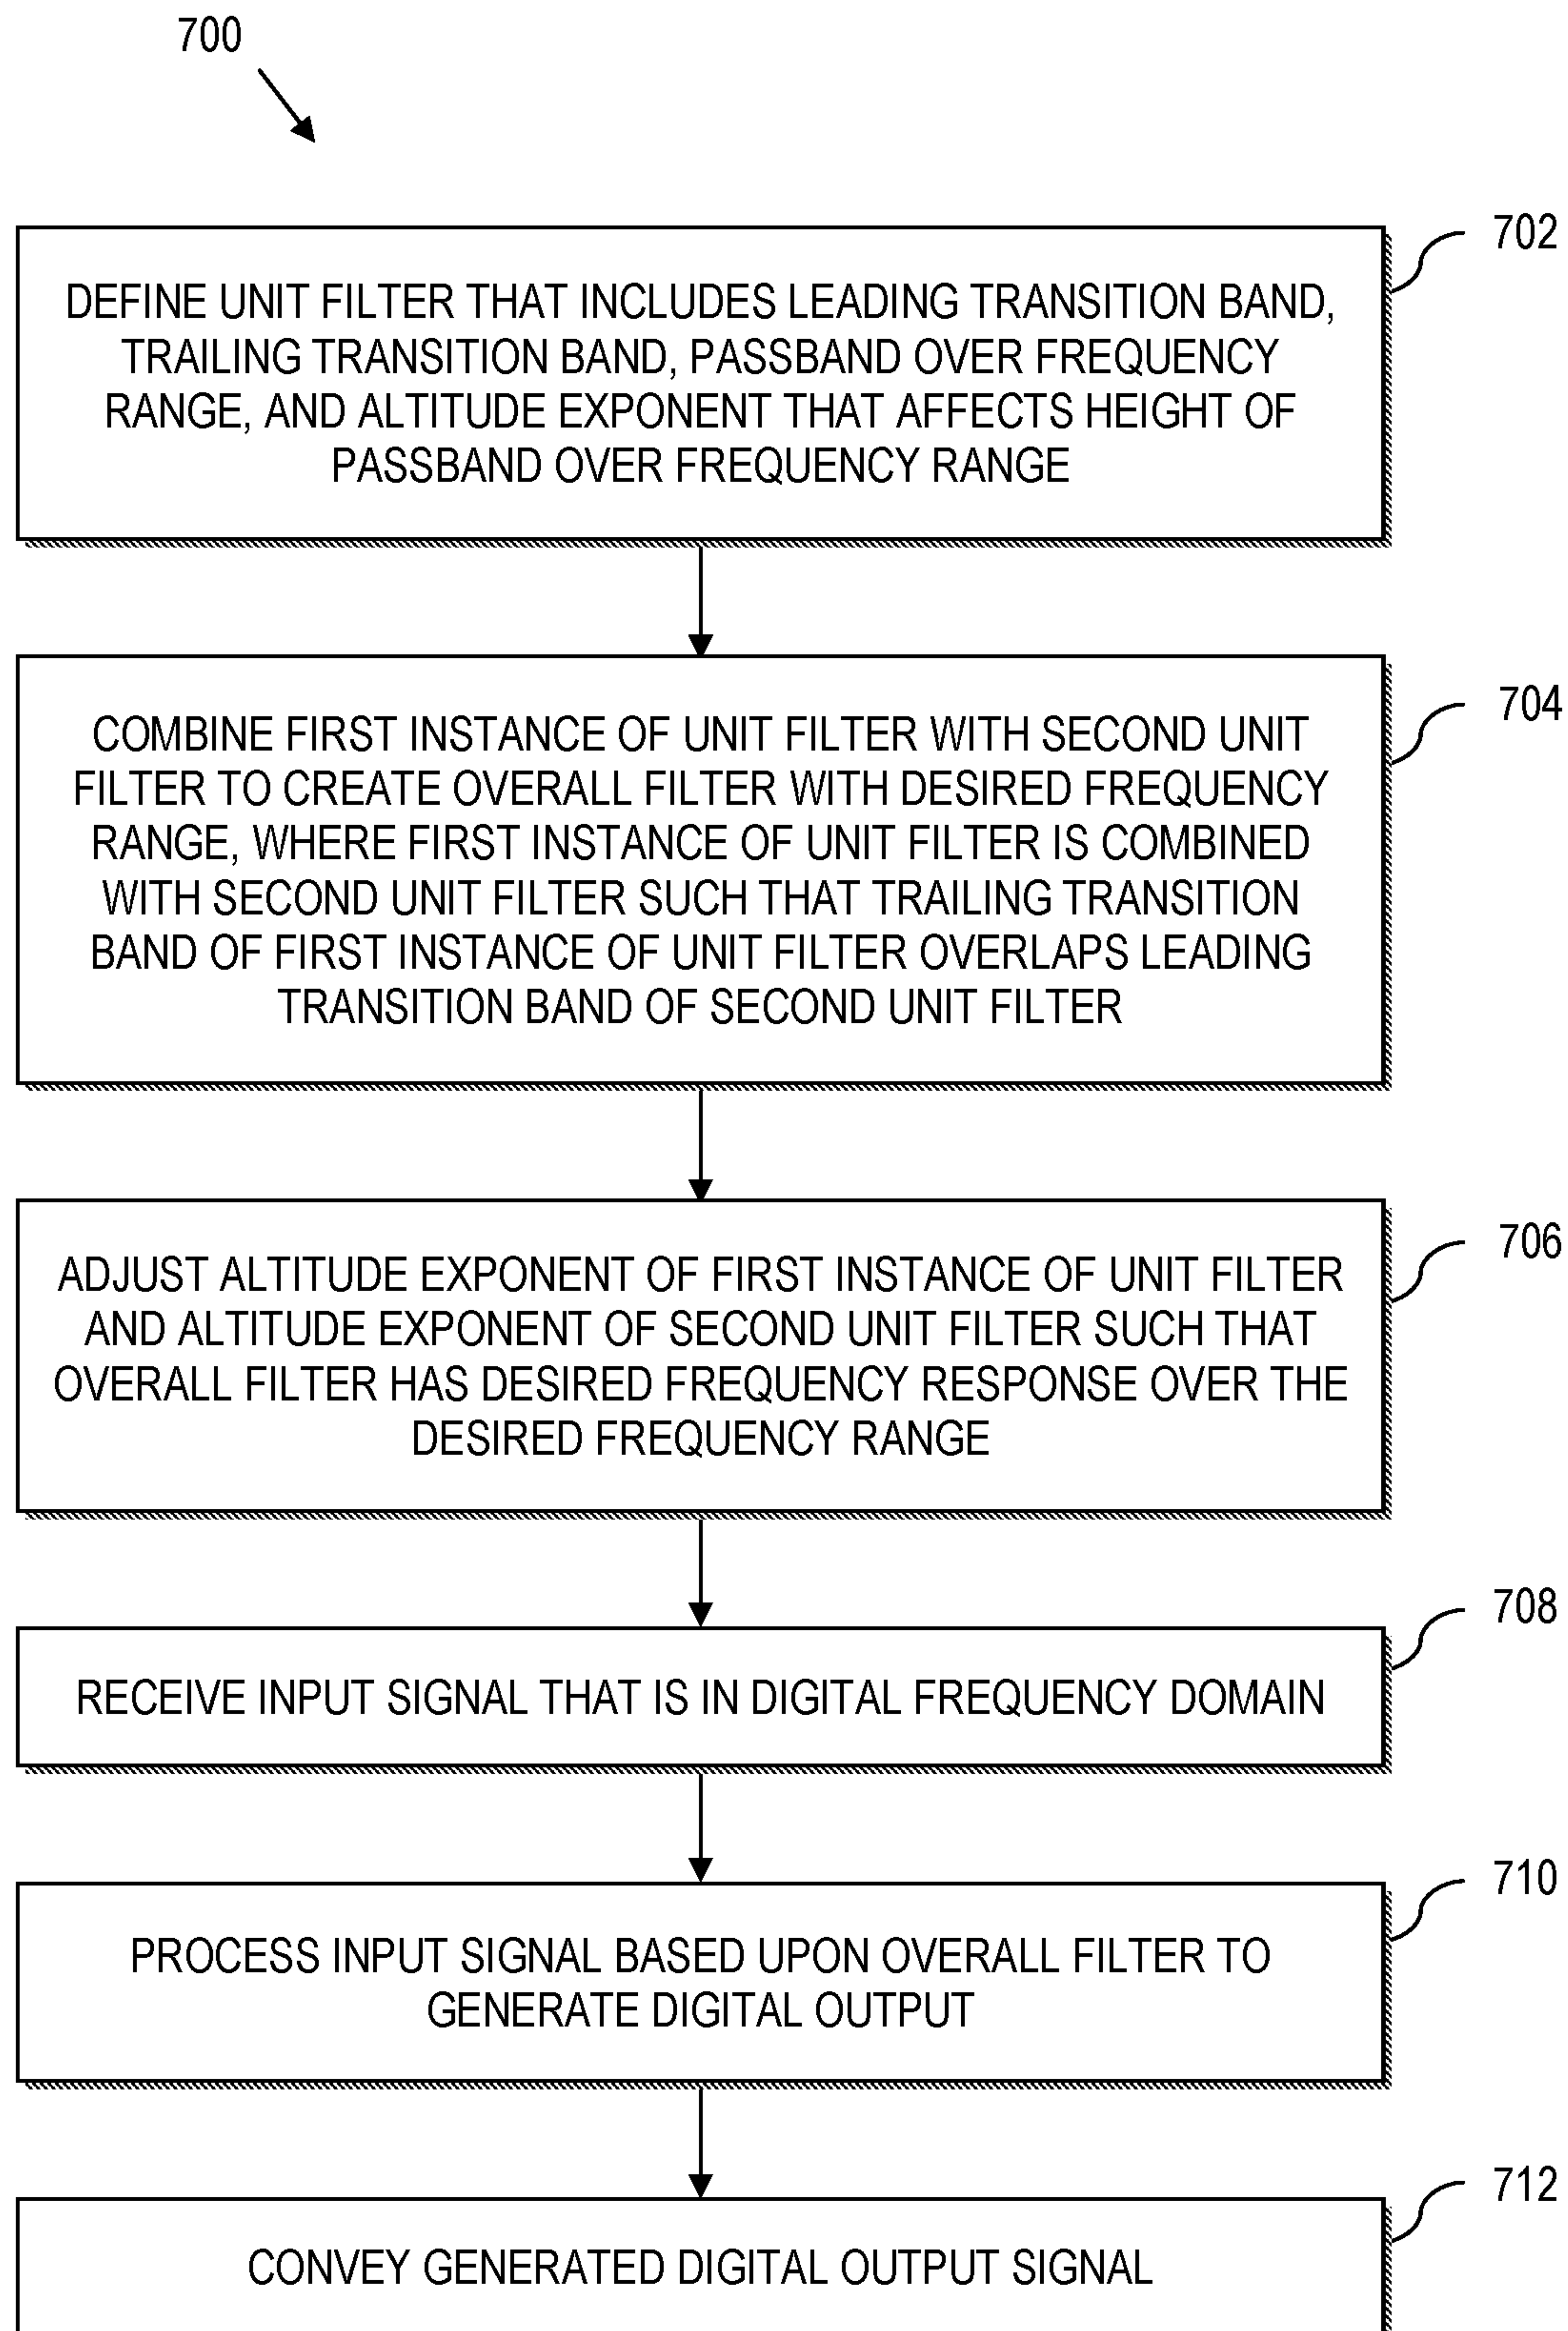 700
702
DEFINE UNIT FILTER THAT INCLUDES LEADING TRANSITION BAND,
TRAILING TRANSITION BAND, PASSBAND OVER FREQUENCY
RANGE, AND ALTITUDE EXPONENT THAT AFFECTS HEIGHT OF
PASSBAND OVER FREQUENCY RANGE
704
COMBINE FIRST INSTANCE OF UNIT FILTER WITH SECOND UNIT
FILTER TO CREATE OVERALL FILTER WITH DESIRED FREQUENCY
RANGE, WHERE FIRST INSTANCE OF UNIT FILTER IS COMBINED
WITH SECOND UNIT FILTER SUCH THAT TRAILING TRANSITION
BAND OF FIRST INSTANCE OF UNIT FILTER OVERLAPS LEADING
TRANSITION BAND OF SECOND UNIT FILTER
706
ADJUST ALTITUDE EXPONENT OF FIRST INSTANCE OF UNIT FILTER
AND ALTITUDE EXPONENT OF SECOND UNIT FILTER SUCH THAT
OVERALL FILTER HAS DESIRED FREQUENCY RESPONSE OVER THE
DESIRED FREQUENCY RANGE
708
RECEIVE INPUT SIGNAL THAT IS IN DIGITAL FREQUENCY DOMAIN
710
PROCESS INPUT SIGNAL BASED UPON OVERALL FILTER TO
GENERATE DIGITAL OUTPUT
712
CONVEY GENERATED DIGITAL OUTPUT SIGNAL